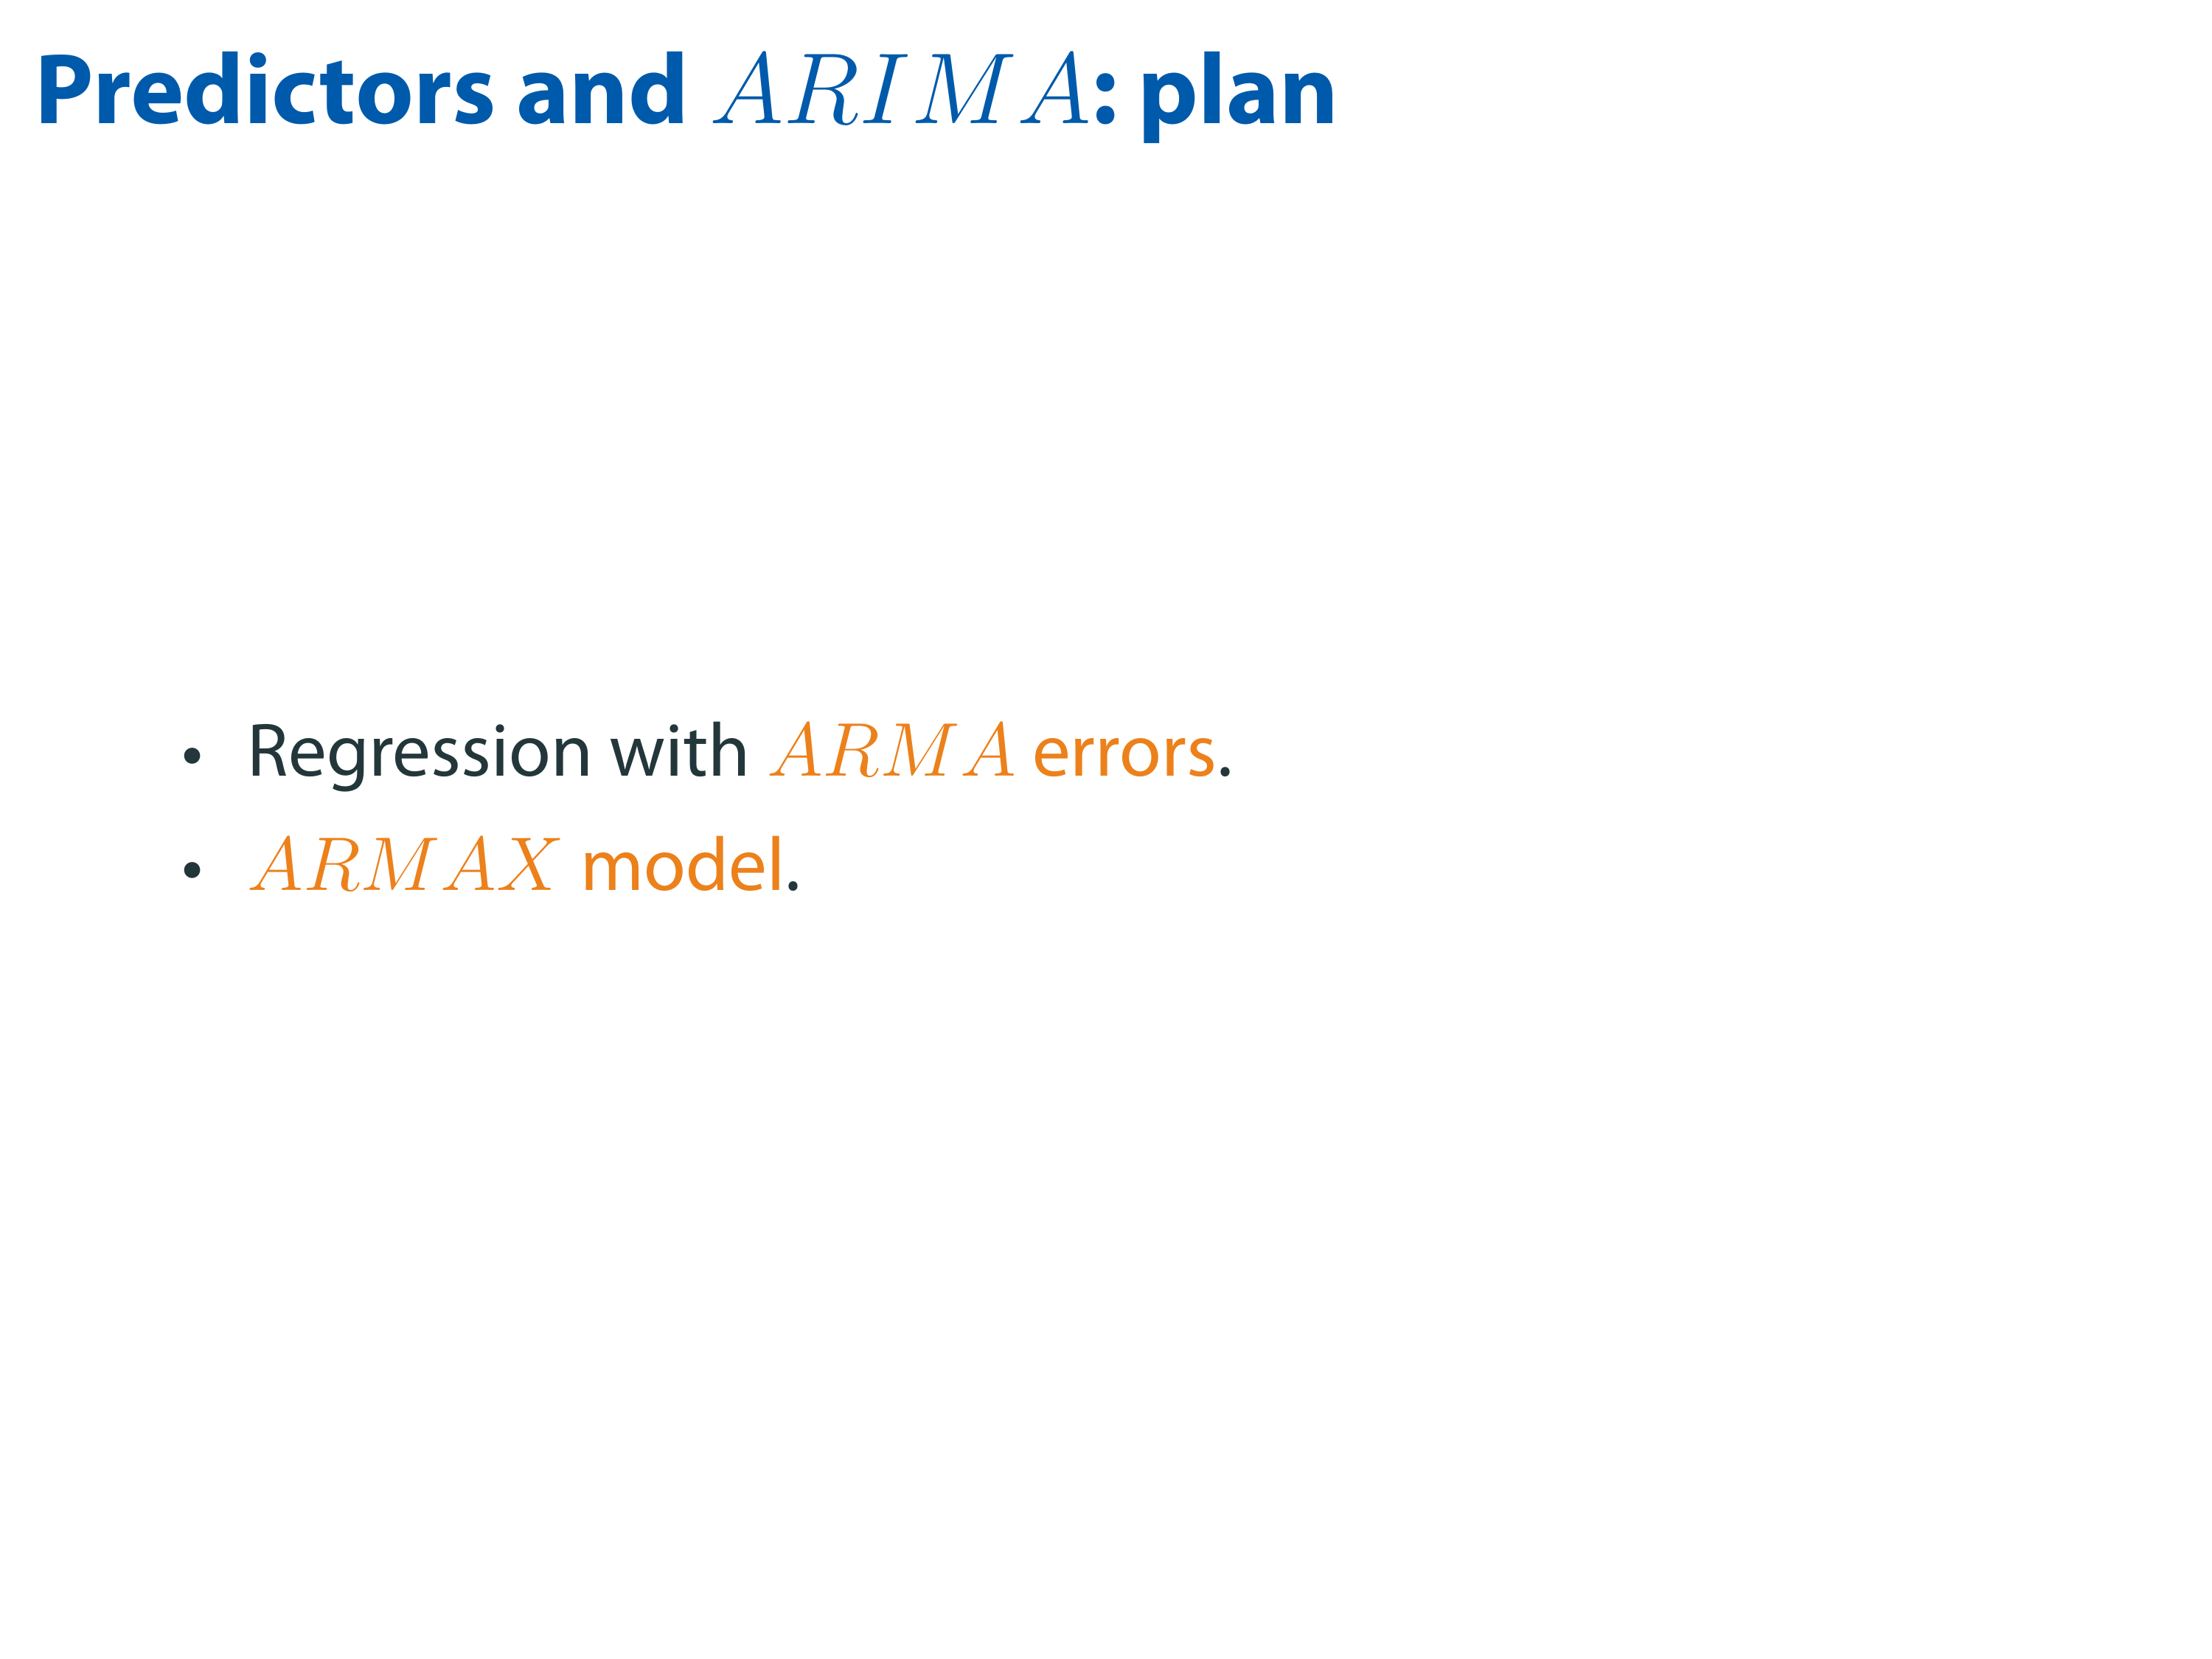 Predictors and ARIMA: plan
• Regression with ARMA errors.
• ARMAX model.